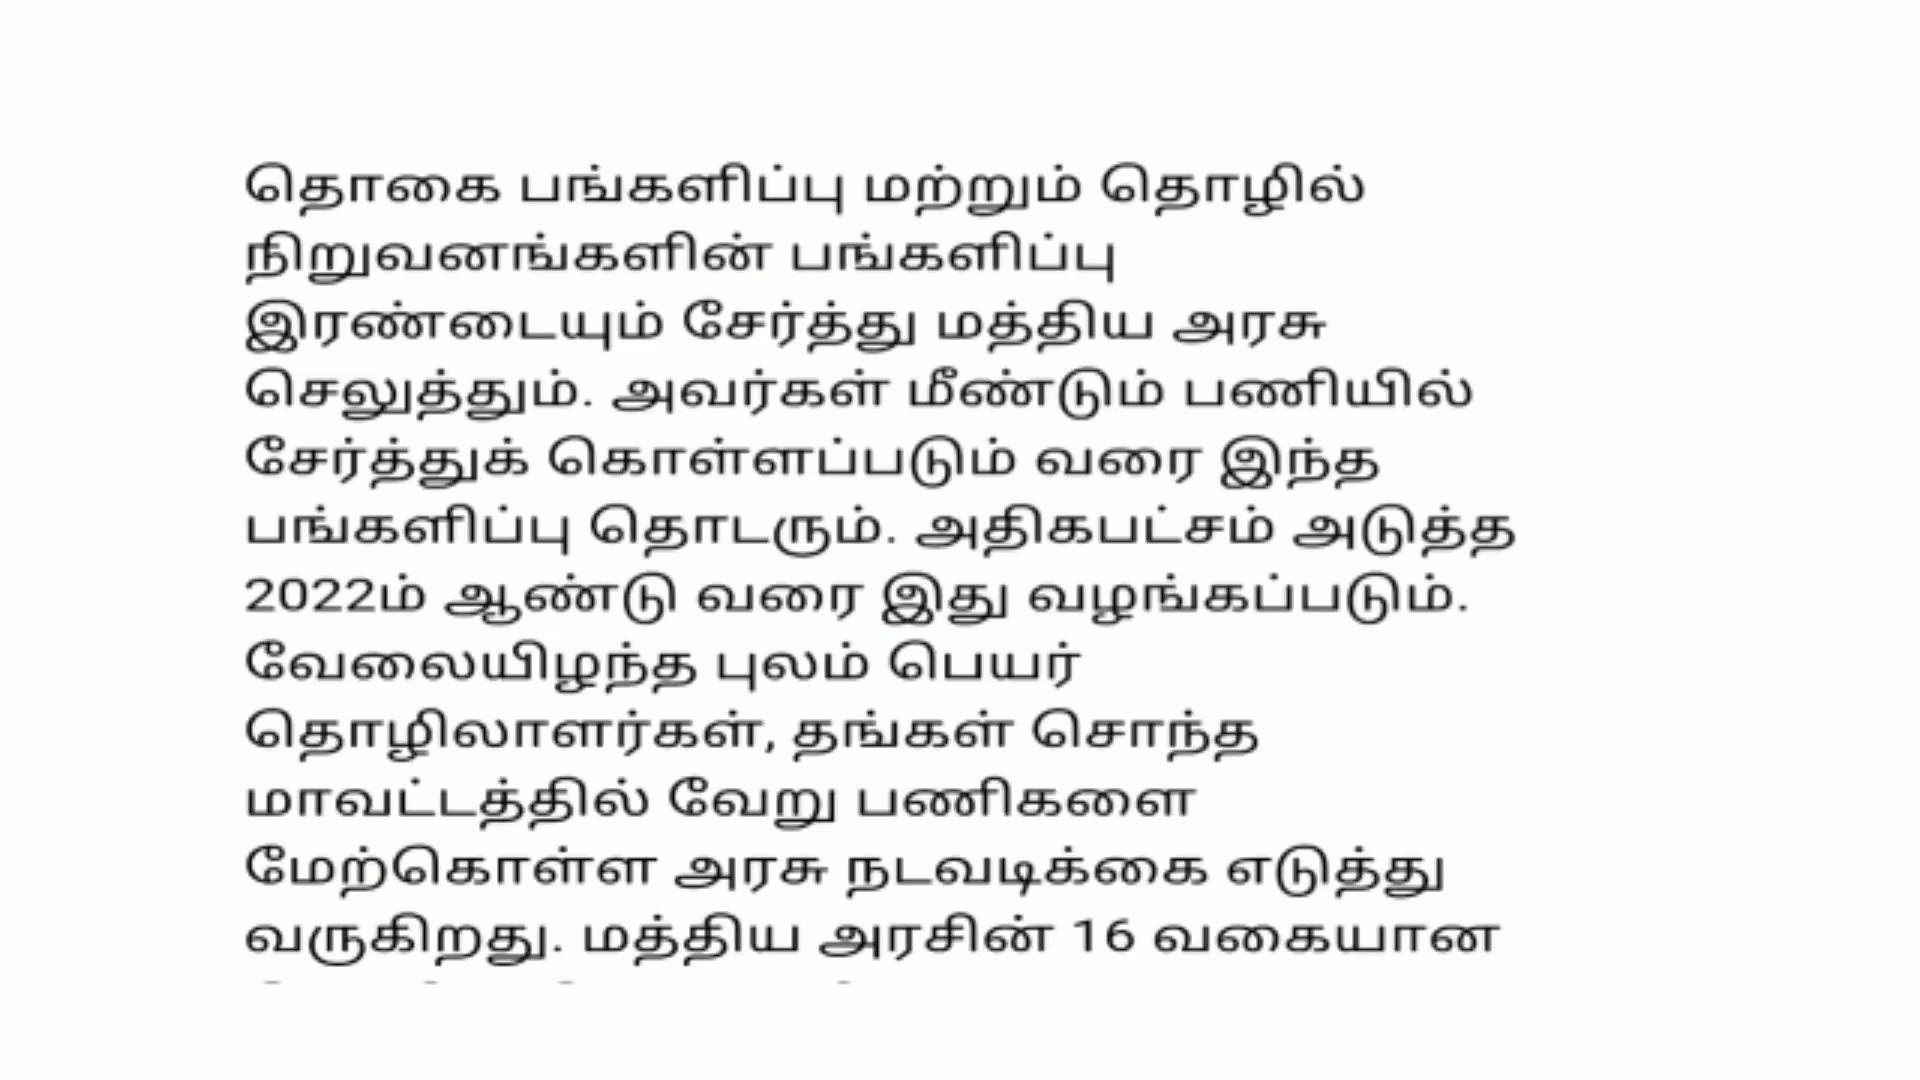 தொகை பங்களிப்பு மற்றும் தொழில்
நிறுவனங்களின் பங்களிப்பு
இரண்டையும் சேர்த்து மத்திய அரசு
செலுத்தும். அவர்கள் மீண்டும் பணியில்
சேர்த்துக் கொள்ளப்படும் வரை இந்த
பங்களிப்பு தொடரும். அதிகபட்சம் அடுத்த
2022ம் ஆண்டு வரை இது வழங்கப்படும்.
வேலையிழந்த புலம் பெயர்
தொழிலாளர்கள், தங்கள் சொந்த
மாவட்டத்தில் வேறு பணிகளை
மேற்கொள்ள அரசு நடவடிக்கை எடுத்து
வருகிறது. மத்திய அரசின் 16 வகையான